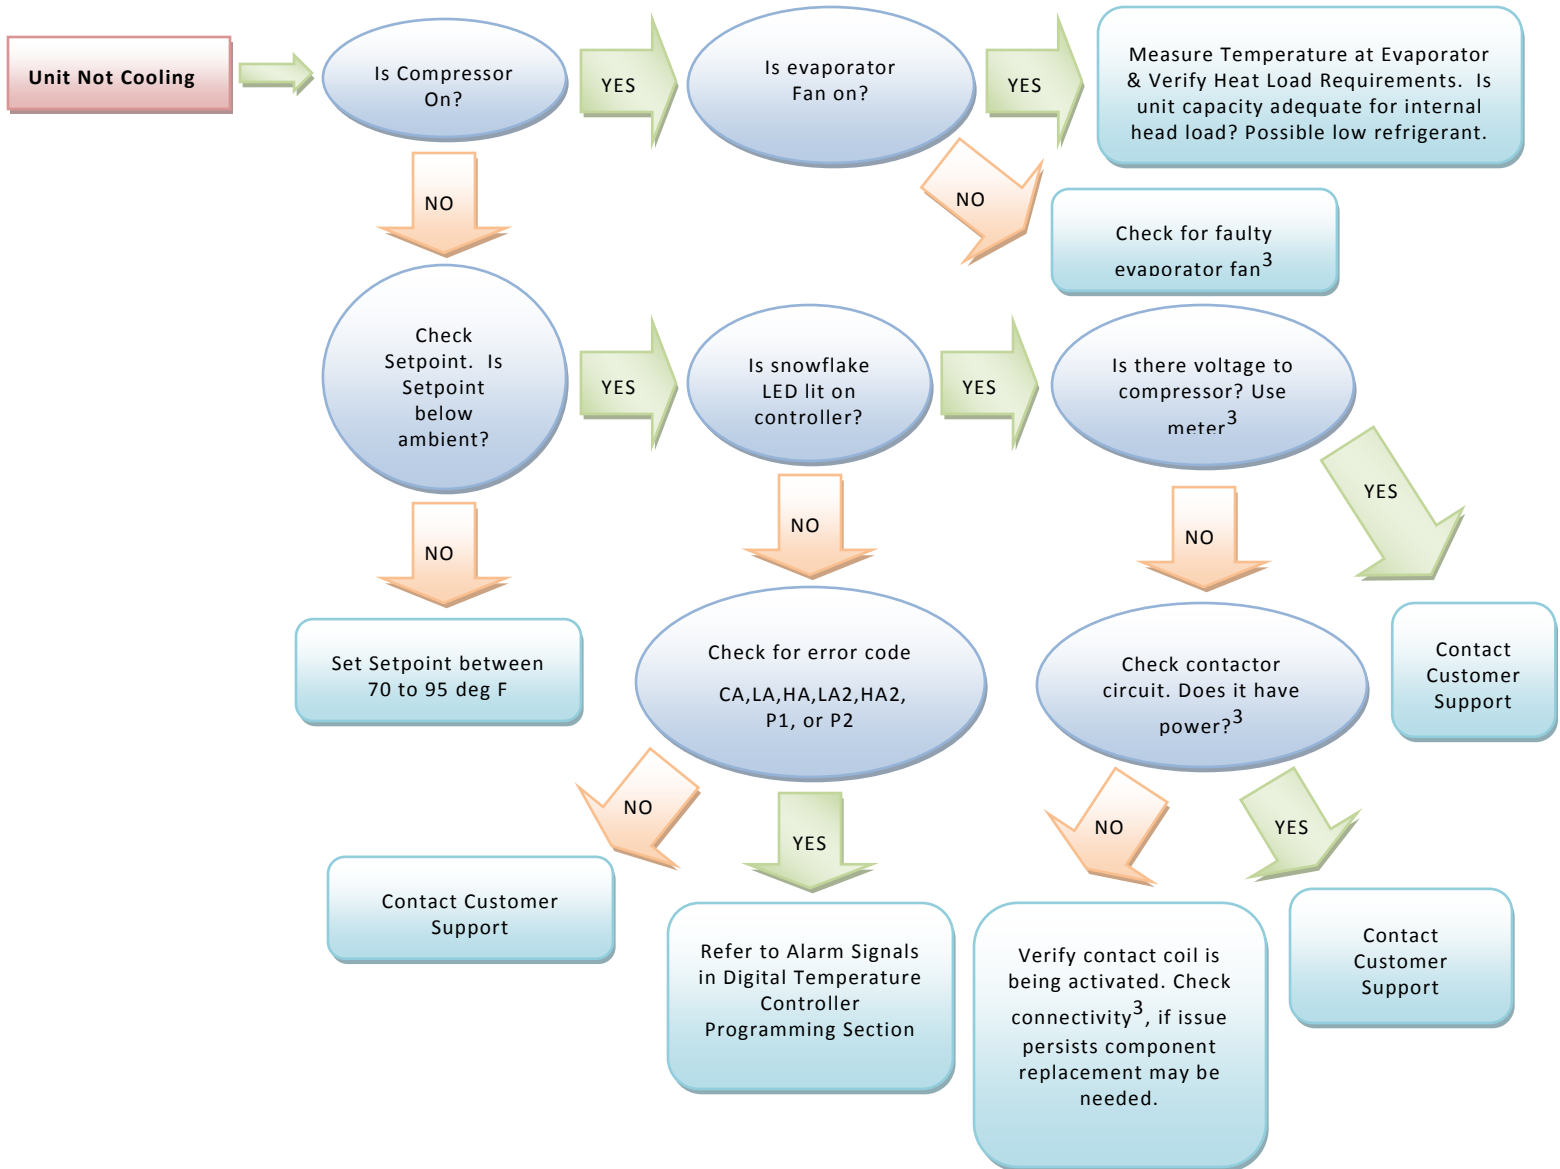 Unit Not Cooling
Is Compressor
On?
YES
Is evaporator
Fan on?
YES
Measure Temperature at Evaporator
& Verify Heat Load Requirements.  Is
unit capacity adequate for internal
head load? Possible low refrigerant.
NO
NO
Check for faulty
evaporator fan3
Check
Setpoint.  Is
Setpoint
below
ambient?
YES
Is snowflake
LED lit on
controller?
YES
Is there voltage to
compressor? Use
meter3
YES
NO
NO
NO
Set Setpoint between
70 to 95 deg F
Check for error code
CA,LA,HA,LA2,HA2,
P1, or P2
Check contactor
circuit. Does it have
power?3
Contact
Customer
Support
NO
YES
NO
YES
Contact Customer
Support
Refer to Alarm Signals
in Digital Temperature
Controller
Programming Section
Verify contact coil is
being activated. Check
connectivity3, if issue
persists component
replacement may be
needed.
Contact
Customer
Support